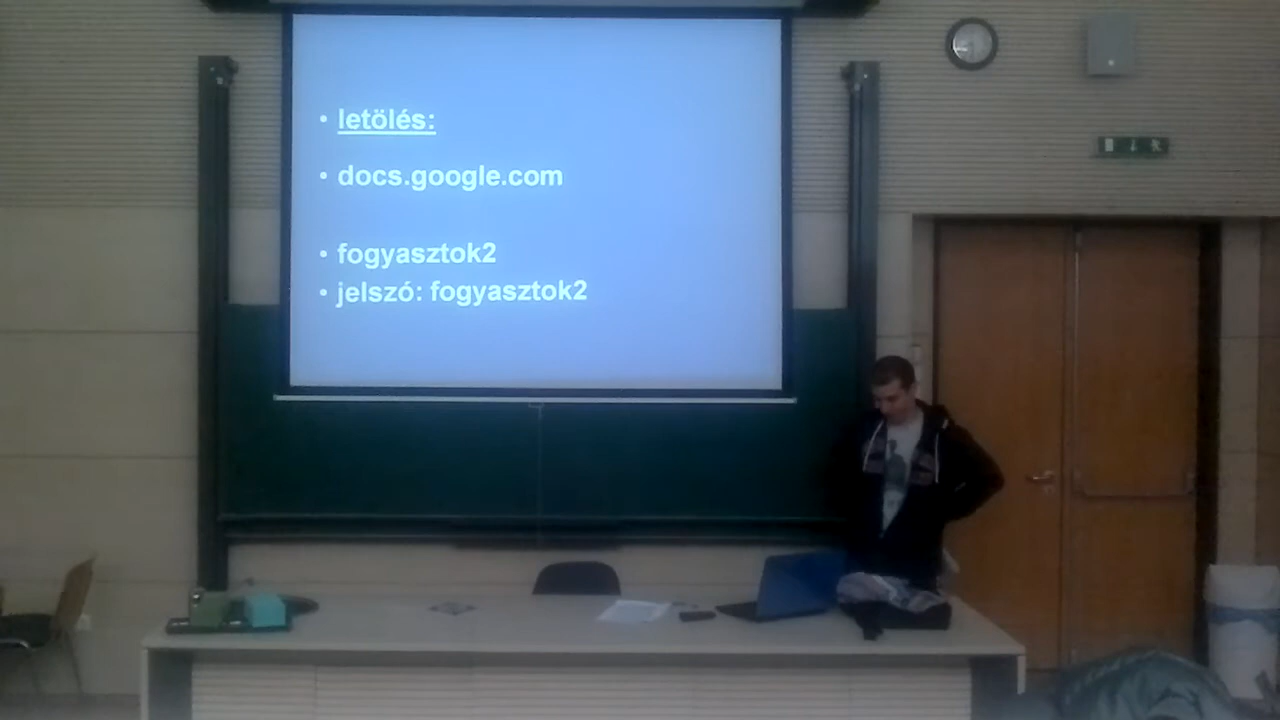 • letölés:
• docs.google.com
• fogyasztok2
• jelszó: fogyasztok2